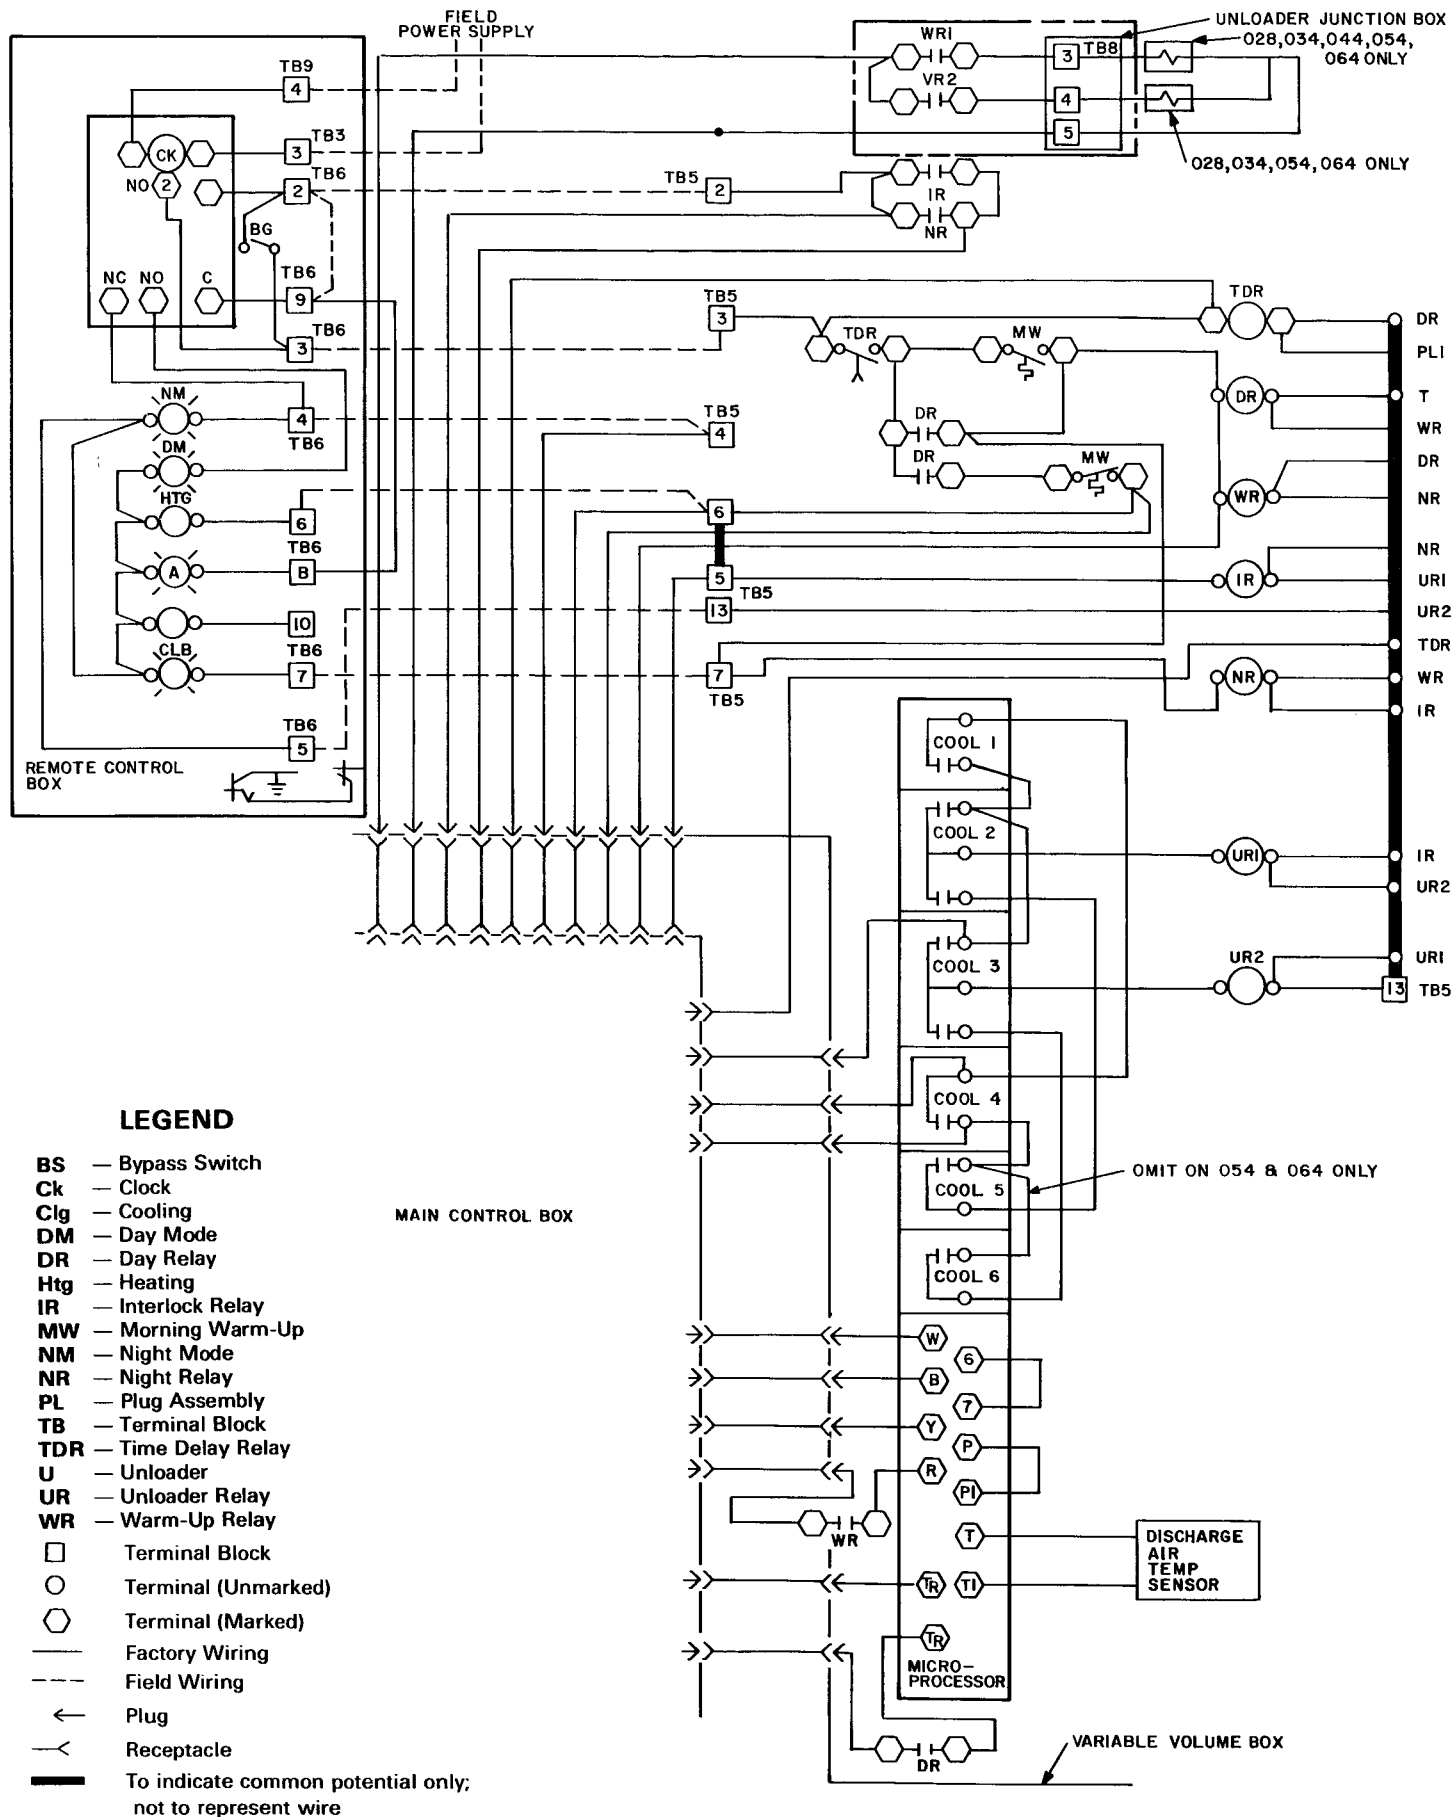 FIELD
POWER SUPPLY
UNLOADER JUNCTION BOX
028,034,044,054,
064 ONLY
WR1
VR2
3
TB8
4
5
028,034,054,064 ONLY
TB9
4
CK
3
TB3
NO
2
2
TB6
TB5
2
IR
NR
BG
NC
NO
C
TB6
9
3
TB6
TB5
3
TDR
MW
TDR
DR
PL1
DR
T
WR
NM
4
TB6
TB5
4
DR
DR
MW
WR
DR
NR
DM
HTG
6
TB6
6
A
B
5
TB5
IR
NR
UR1
10
13
UR2
CLB
TB6
7
7
TB5
NR
TDR
WR
IR
TB6
5
REMOTE CONTROL
BOX
COOL 1
COOL 2
UR1
IR
UR2
COOL 3
UR2
UR1
13
TB5
COOL 4
COOL 5
OMIT ON 054 & 064 ONLY
COOL 6
MAIN CONTROL BOX
W
6
B
7
Y
P
R
P1
WR
T
DISCHARGE
AIR
TEMP
SENSOR
TR
T1
TR
MICRO-
PROCESSOR
DR
VARIABLE VOLUME BOX
LEGEND
BS — Bypass Switch
Ck — Clock
Clg — Cooling
DM — Day Mode
DR — Day Relay
Htg — Heating
IR — Interlock Relay
MW — Morning Warm-Up
NM — Night Mode
NR — Night Relay
PL — Plug Assembly
TB — Terminal Block
TDR — Time Delay Relay
U — Unloader
UR — Unloader Relay
WR — Warm-Up Relay
Terminal Block
Terminal (Unmarked)
Terminal (Marked)
Factory Wiring
Field Wiring
Plug
Receptacle
To indicate common potential only;
not to represent wire